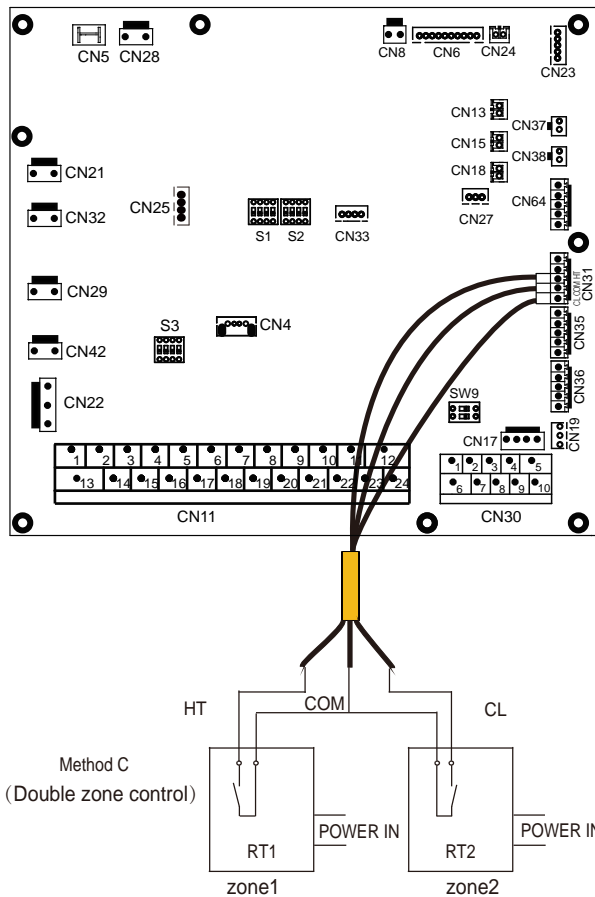 CN5
CN28
CN8
CN6
CN24
CN23
CN13
CN15
CN18
CN37
CN38
CN21
CN32
CN25
S1
S2
CN33
CN27
CN64
CL COM HT
CN31
CN29
CN4
S3
CN42
CN35
CN36
CN22
SW9
CN17
CN19
1 2 3 4 5 6 7 8 9 10 11 12
13 14 15 16 17 18 19 20 21 22 23 24
CN11
1 2 3 4 5
6 7 8 9 10
CN30
HT
COM
CL
Method C
（Double zone control）
POWER IN
POWER IN
RT1
RT2
zone1
zone2